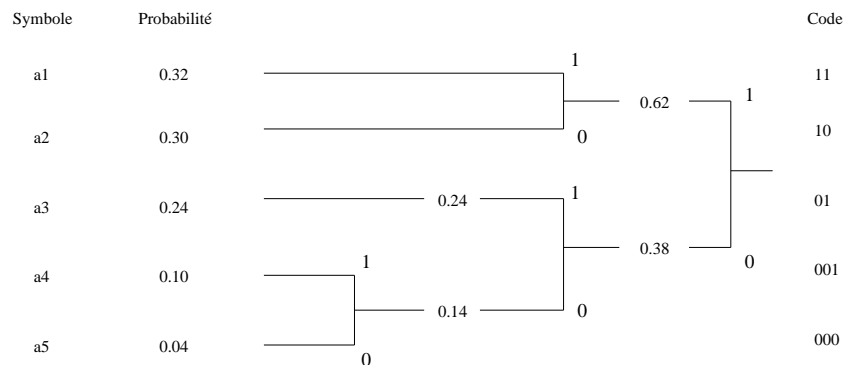 Symbole Probabilité Code
1
a1 0.32 11
0.62 1
a2 0.30 0 10
a3 0.24 0.24 1 01
0.38
1 0
a4 0.10 001
0.14 0
a5 0.04 000
0